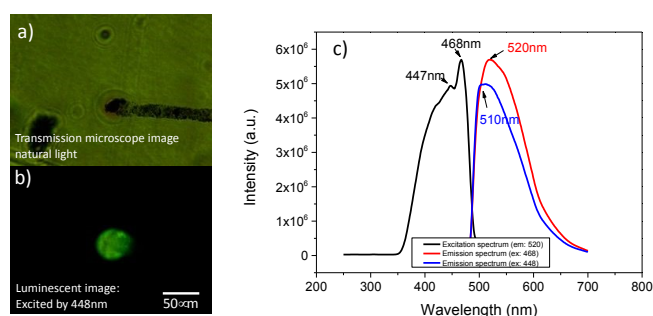 a)
Transmission microscope image
natural light
b)
Luminescent image:
Excited by 448nm
50∝m
c)
468nm
447nm
520nm
510nm
6x10⁶
5x10⁶
4x10⁶
3x10⁶
2x10⁶
1x10⁶
0
Intensity (a.u.)
Excitation spectrum (em: 520)
Emission spectrum (ex: 468)
Emission spectrum (ex: 448)
200 300 400 500 600 700 800
Wavelength (nm)